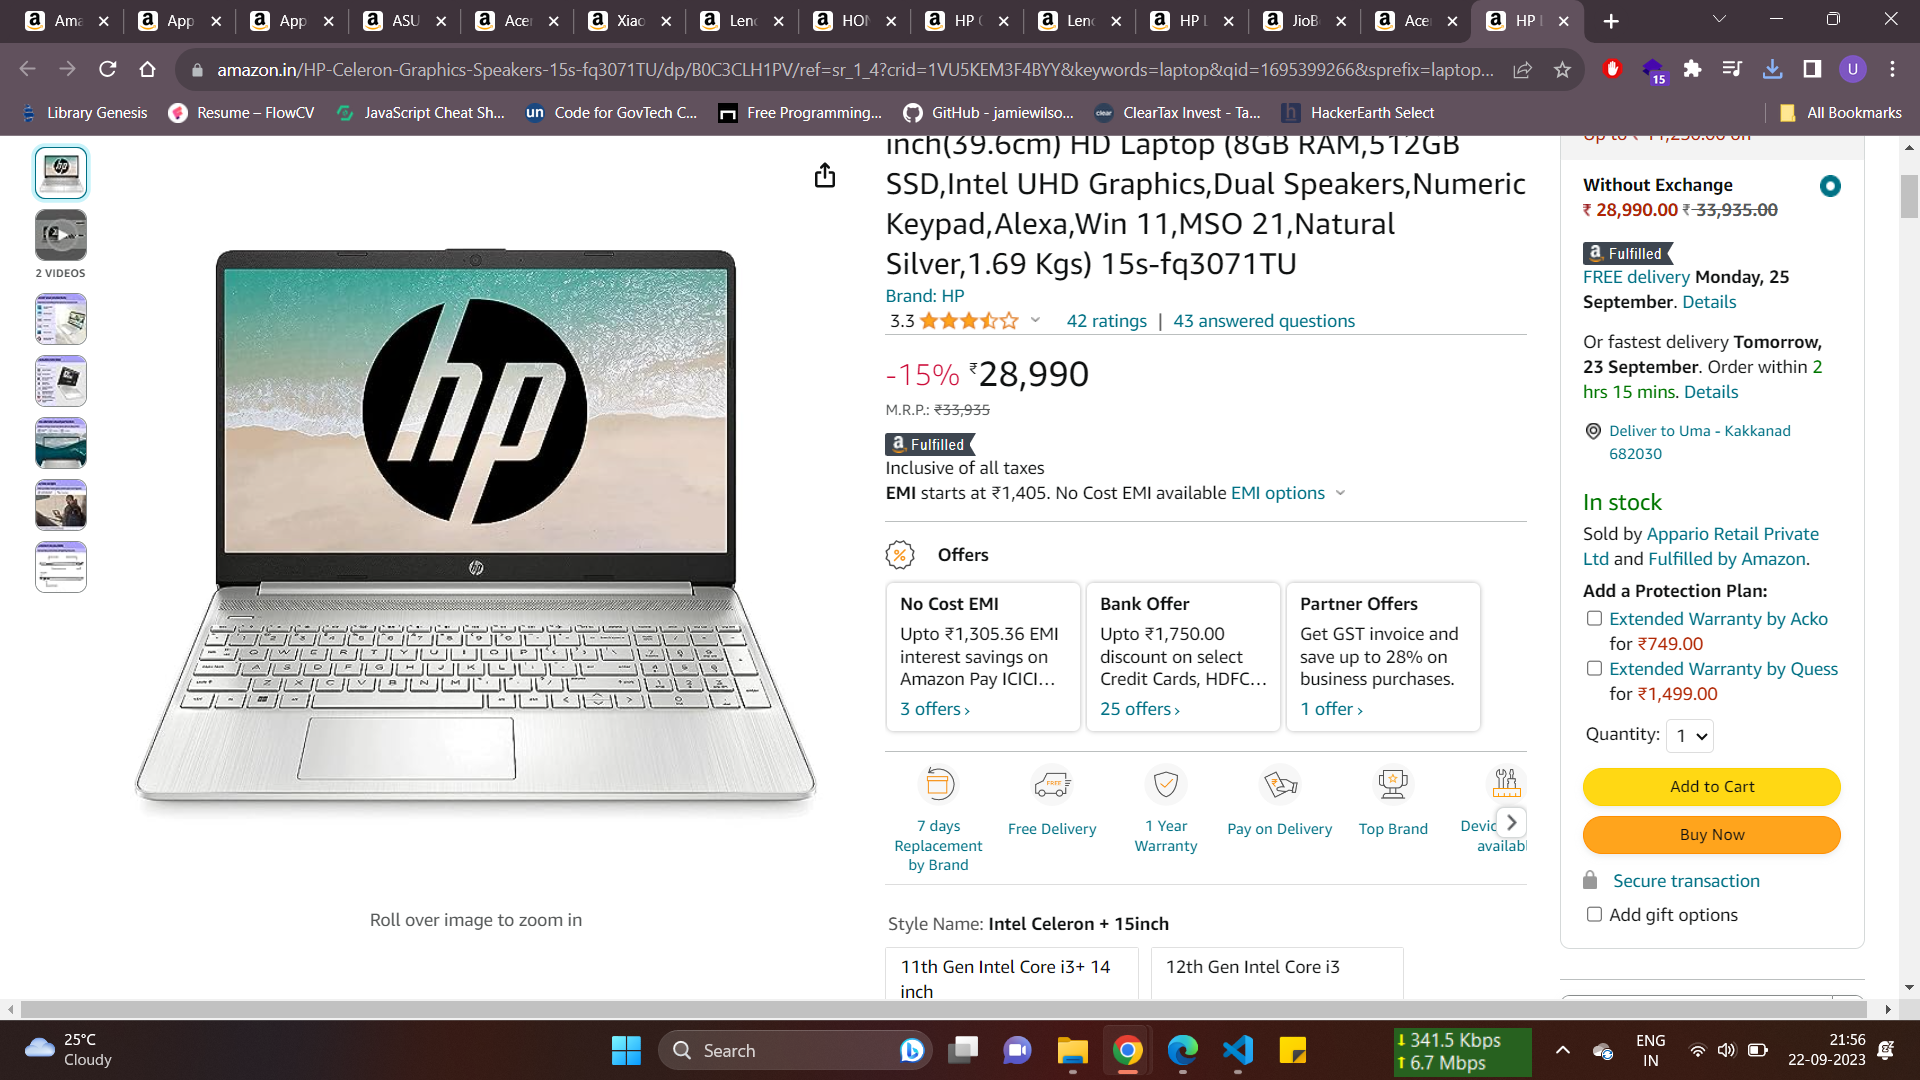 Ama
App
App
ASU
Acer
Xiao
Leno
HON
HP
Leno
HP
JioB
Acer
HP
amazon.in/HP-Celeron-Graphics-Speakers-15s-fq3071TU/dp/B0C3CLH1PV/ref=sr_1_4?crid=1VU5KEM3F4BYY&keywords=laptop&qid=1695399266&sprefix=laptop...
15
U
Library Genesis
Resume – FlowCV
JavaScript Cheat Sh...
Code for GovTech C...
Free Programming...
GitHub - jamiewilso...
ClearTax Invest - Ta...
HackerEarth Select
All Bookmarks
2 VIDEOS
hp
Roll over image to zoom in
inch(39.6cm) HD Laptop (8GB RAM,512GB
SSD,Intel UHD Graphics,Dual Speakers,Numeric
Keypad,Alexa,Win 11,MSO 21,Natural
Silver,1.69 Kgs) 15s-fq3071TU
Brand: HP
3.3
42 ratings | 43 answered questions
-15% ₹28,990
M.R.P.: ₹33,935
Fulfilled
Inclusive of all taxes
EMI starts at ₹1,405. No Cost EMI available EMI options
Offers
No Cost EMI
Upto ₹1,305.36 EMI
interest savings on
Amazon Pay ICICI…
3 offers ›
Bank Offer
Upto ₹1,750.00
discount on select
Credit Cards, HDFC…
25 offers ›
Partner Offers
Get GST invoice and
save up to 28% on
business purchases.
1 offer ›
7 days
Replacement
by Brand
FREE
Free Delivery
1 Year
Warranty
Pay on Delivery
Top Brand
Devic
availabl
Style Name: Intel Celeron + 15inch
11th Gen Intel Core i3+ 14
inch
12th Gen Intel Core i3
Without Exchange
₹ 28,990.00 ₹ 33,935.00
Fulfilled
FREE delivery Monday, 25
September. Details
Or fastest delivery Tomorrow,
23 September. Order within 2
hrs 15 mins. Details
Deliver to Uma - Kakkanad
682030
In stock
Sold by Appario Retail Private
Ltd and Fulfilled by Amazon.
Add a Protection Plan:
Extended Warranty by Acko
for ₹749.00
Extended Warranty by Quess
for ₹1,499.00
Quantity: 1
Add to Cart
Buy Now
Secure transaction
Add gift options
25°C
Cloudy
Search
341.5 Kbps
6.7 Mbps
ENG
IN
21:56
22-09-2023